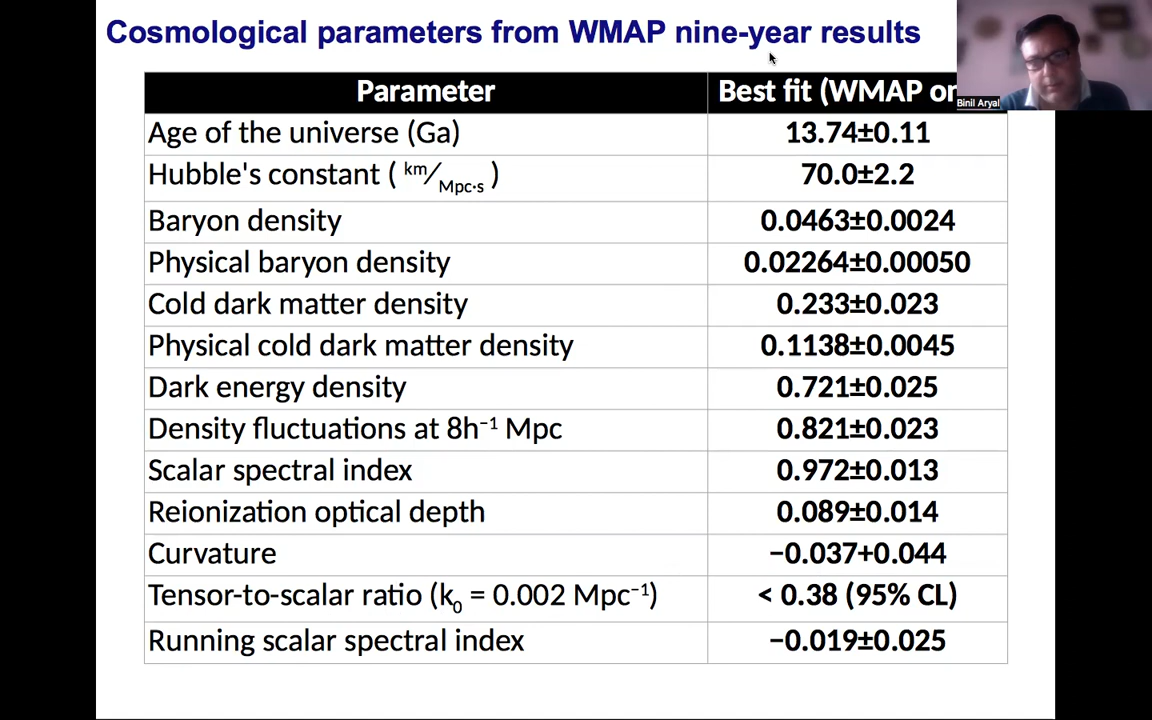 Cosmological parameters from WMAP nine-year results
Binil Aryal
Parameter Best fit (WMAP
Age of the universe (Ga) 13.74±0.11
Hubble's constant ( km/Mpc·s ) 70.0±2.2
Baryon density 0.0463±0.0024
Physical baryon density 0.02264±0.00050
Cold dark matter density 0.233±0.023
Physical cold dark matter density 0.1138±0.0045
Dark energy density 0.721±0.025
Density fluctuations at 8h⁻¹ Mpc 0.821±0.023
Scalar spectral index 0.972±0.013
Reionization optical depth 0.089±0.014
Curvature −0.037+0.044
Tensor-to-scalar ratio (k₀ = 0.002 Mpc⁻¹) < 0.38 (95% CL)
Running scalar spectral index −0.019±0.025